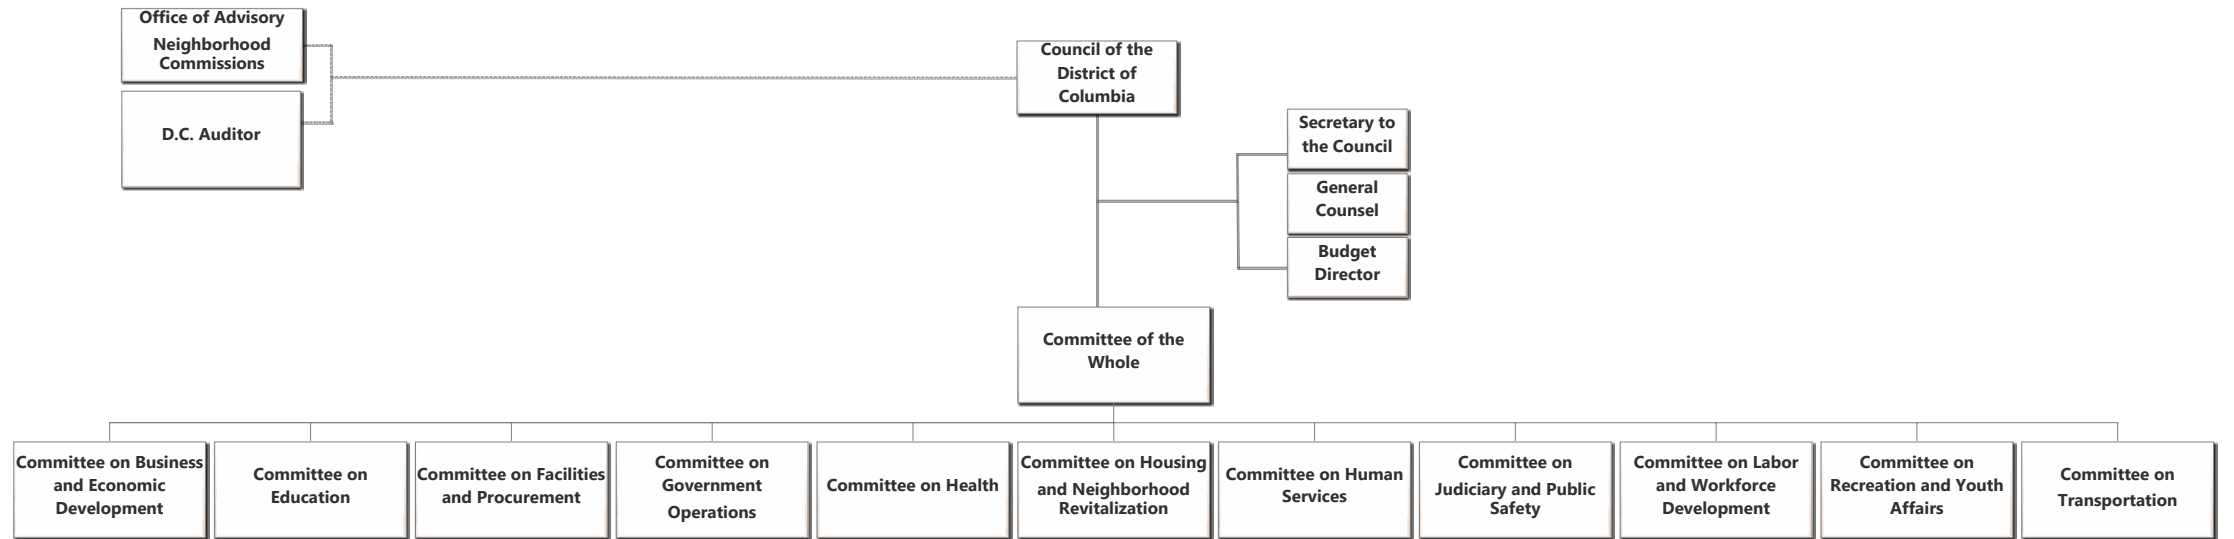 Office of Advisory
Neighborhood
Commissions
D.C. Auditor
Council of the
District of
Columbia
Secretary to
the Council
General
Counsel
Budget
Director
Committee of the
Whole
Committee on Business
and Economic
Development
Committee on
Education
Committee on Facilities
and Procurement
Committee on
Government
Operations
Committee on Health
Committee on Housing
and Neighborhood
Revitalization
Committee on Human
Services
Committee on
Judiciary and Public
Safety
Committee on Labor
and Workforce
Development
Committee on
Recreation and Youth
Affairs
Committee on
Transportation